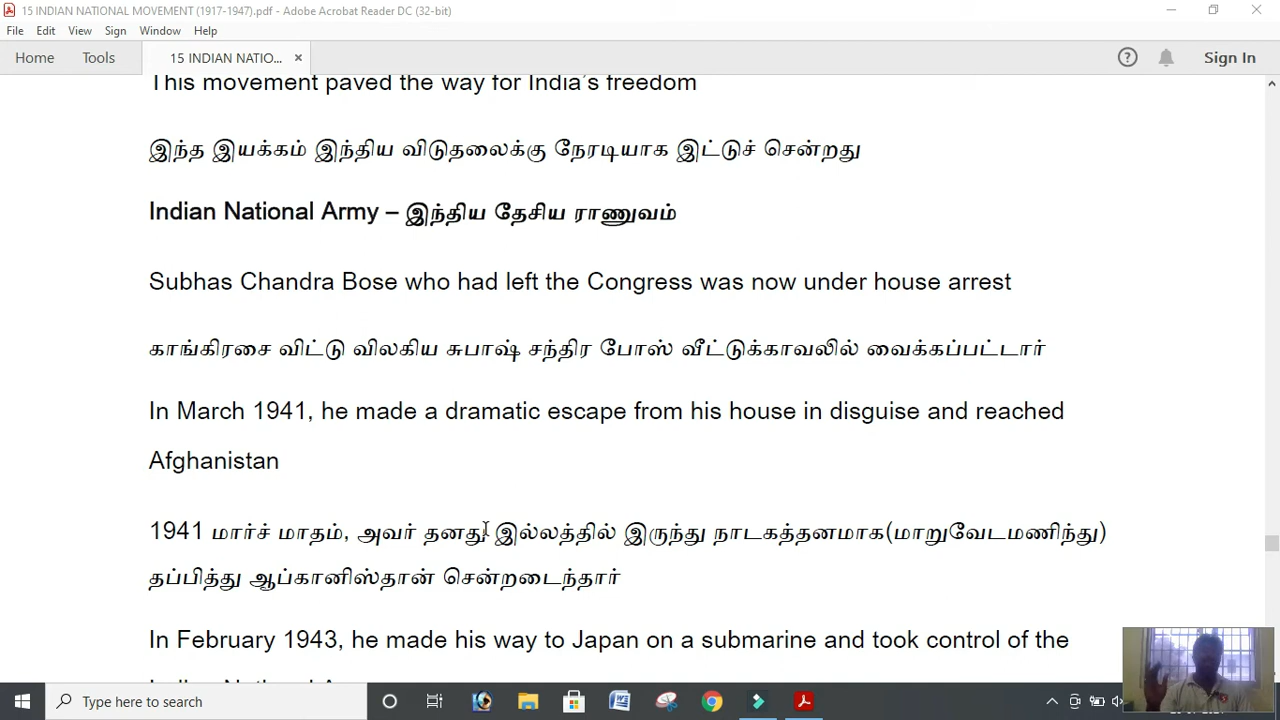 15 INDIAN NATIONAL MOVEMENT (1917-1947).pdf - Adobe Acrobat Reader DC (32-bit)
File Edit View Sign Window Help
Home Tools 15 INDIAN NATIO... × Sign In
This movement paved the way for India's freedom
இந்த இயக்கம் இந்திய விடுதலைக்கு நேரடியாக இட்டுச் சென்றது
Indian National Army – இந்திய தேசிய ராணுவம்
Subhas Chandra Bose who had left the Congress was now under house arrest
காங்கிரசை விட்டு விலகிய சுபாஷ் சந்திர போஸ் வீட்டுக்காவலில் வைக்கப்பட்டார்
In March 1941, he made a dramatic escape from his house in disguise and reached
Afghanistan
1941 மார்ச் மாதம், அவர் தனது இல்லத்தில் இருந்து நாடகத்தனமாக(மாறுவேடமணிந்து)
தப்பித்து ஆப்கானிஸ்தான் சென்றடைந்தார்
In February 1943, he made his way to Japan on a submarine and took control of the
Type here to search